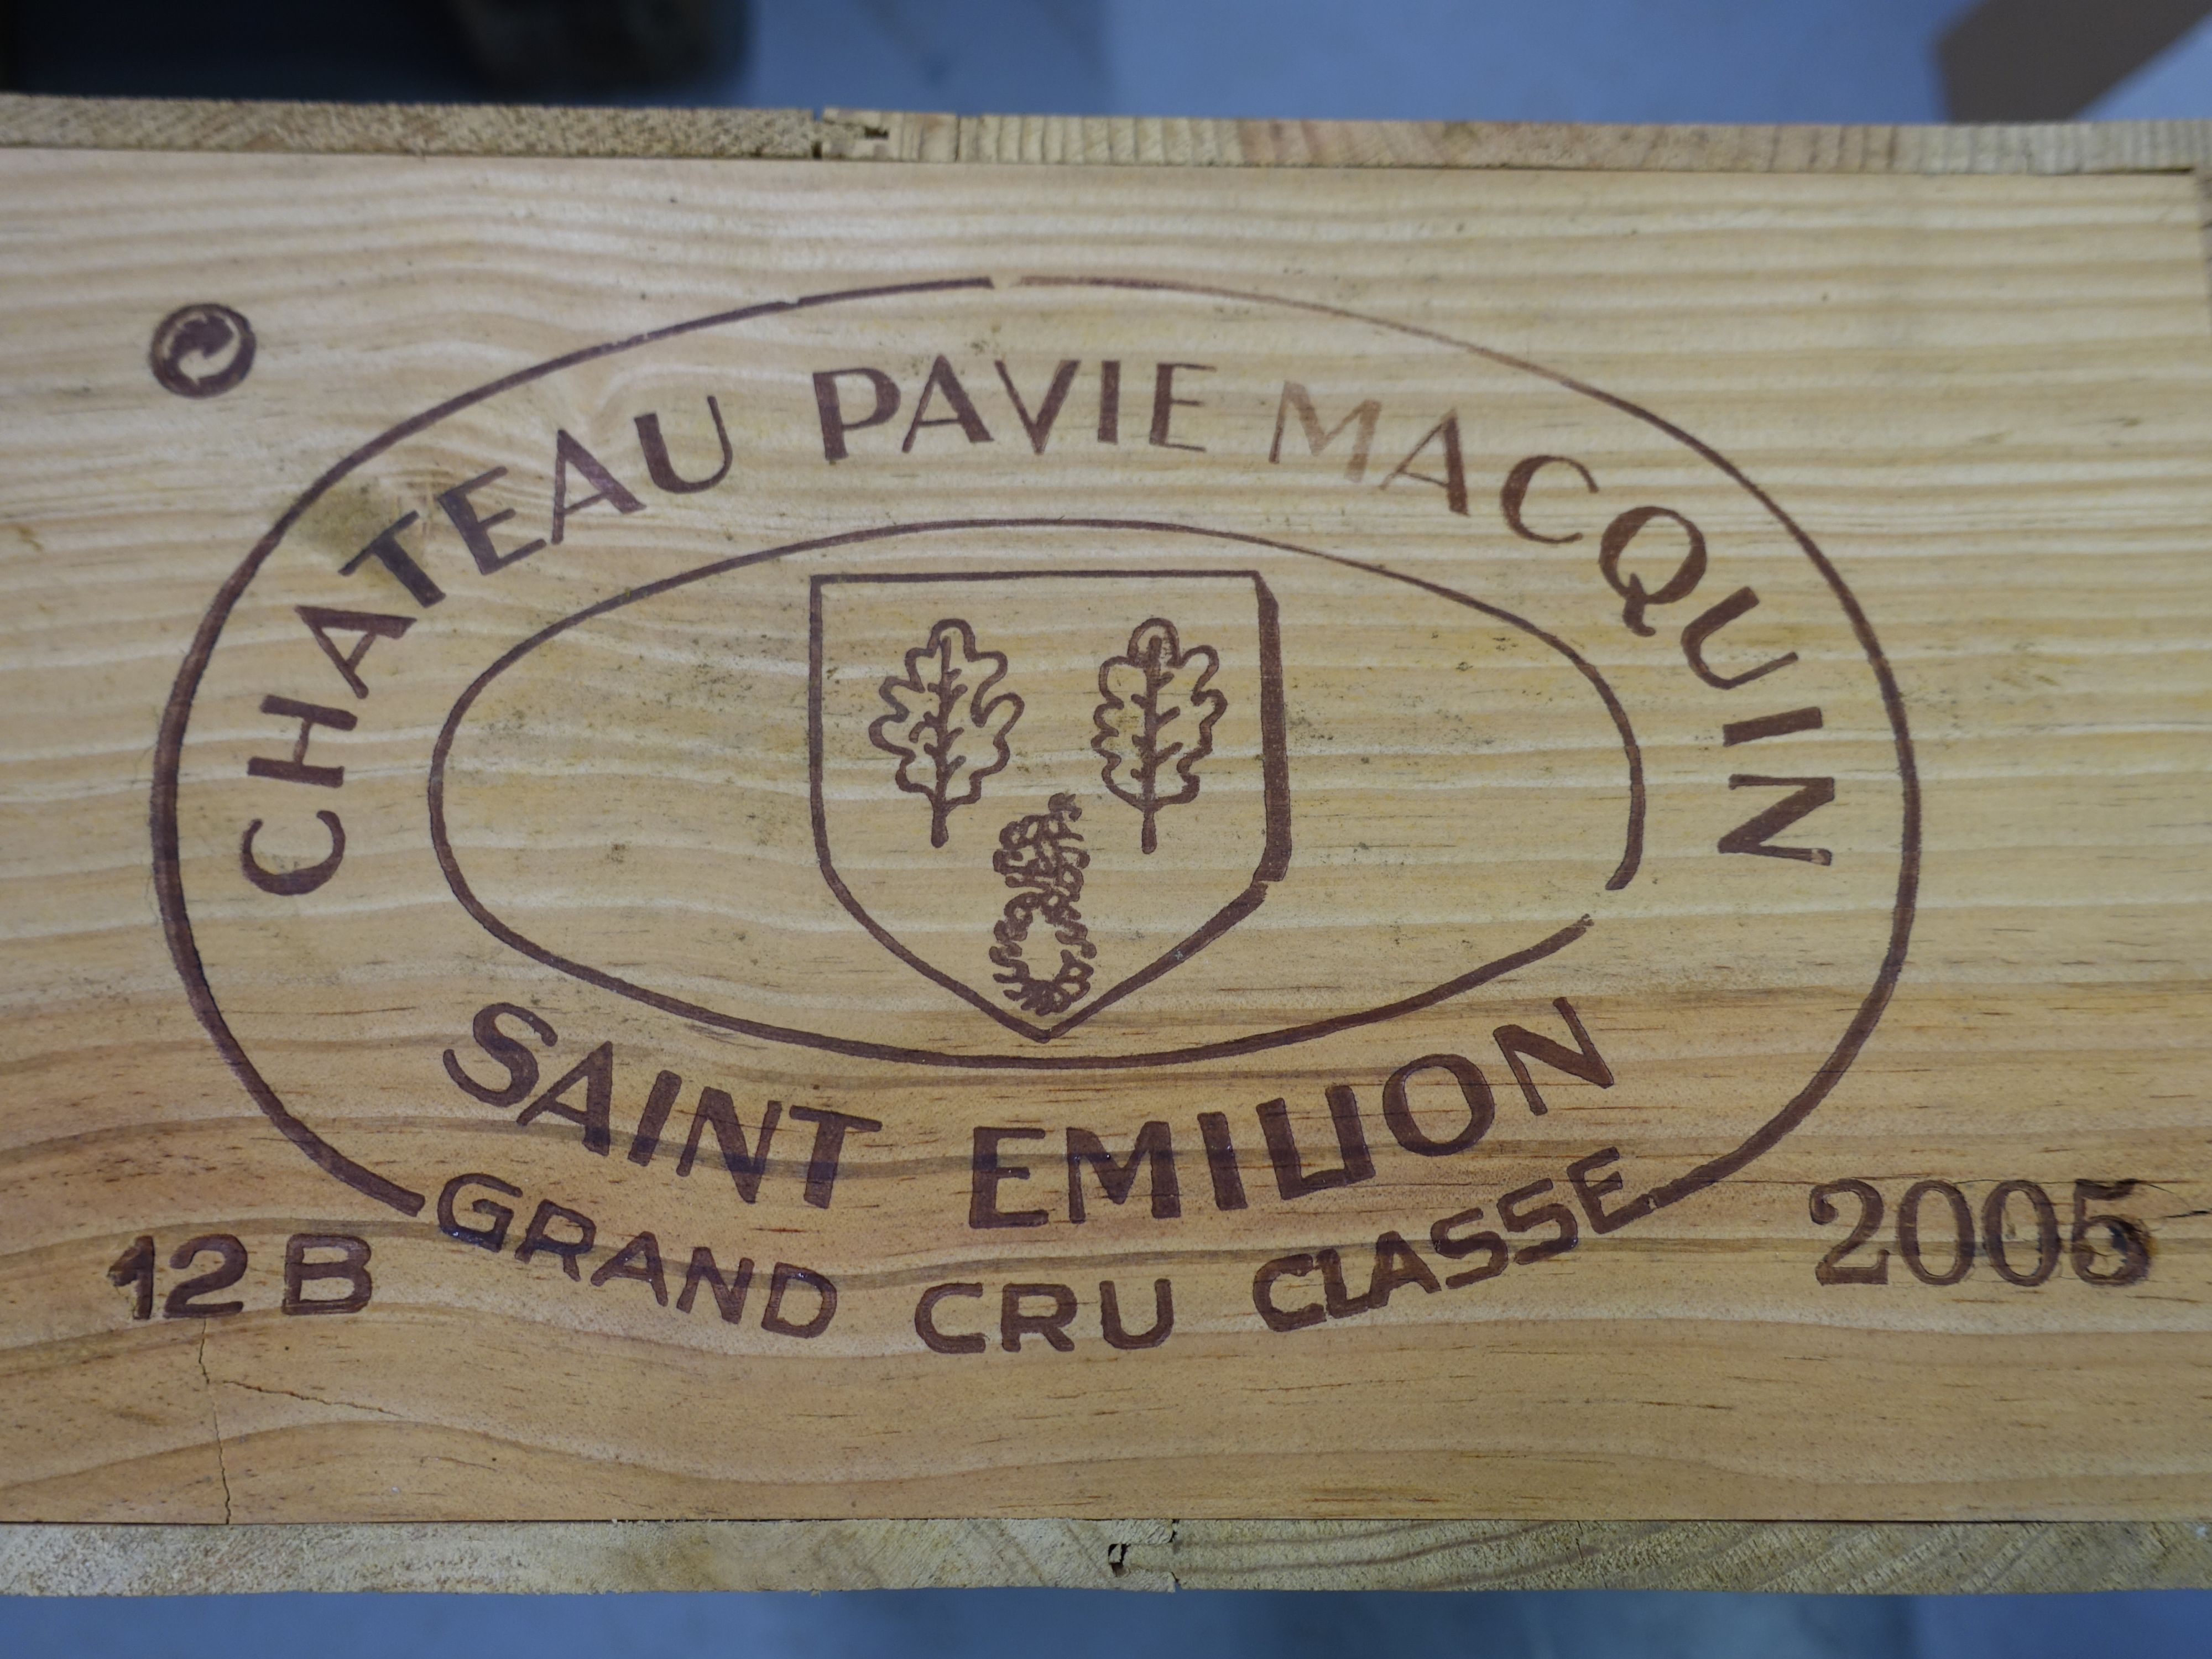 CHATEAU PAVIE MACQUIN
SAINT EMILION
GRAND CRU CLASSE
12 B
2005